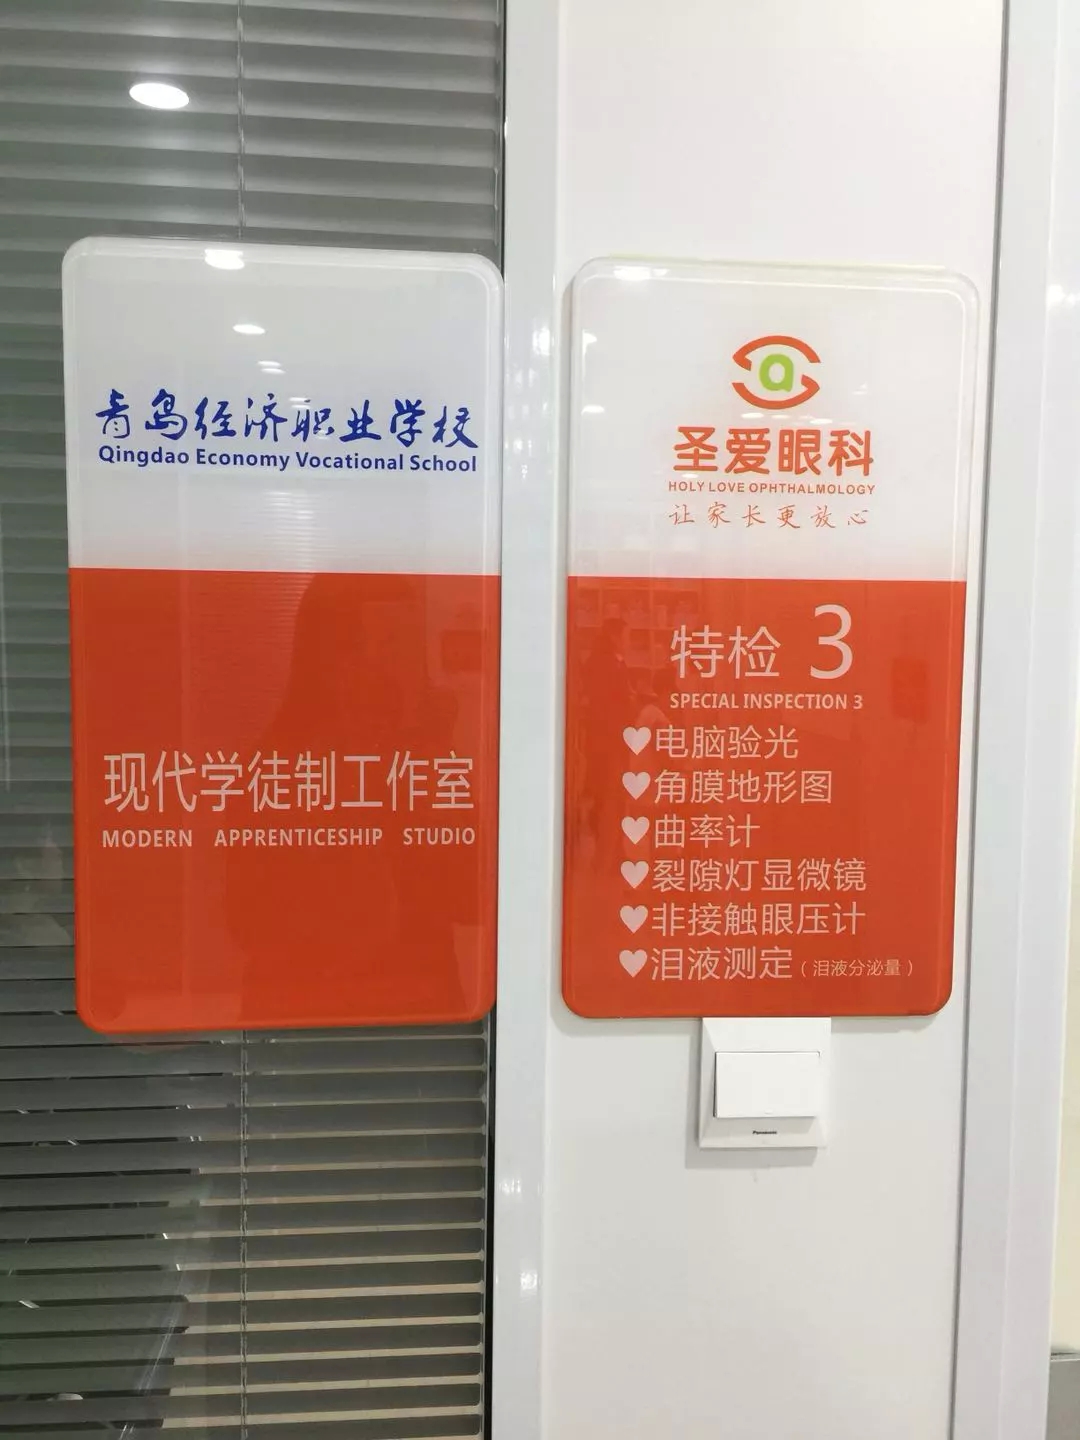 青岛经济职业学校
Qingdao Economy Vocational School
现代学徒制工作室
MODERN APPRENTICESHIP STUDIO
圣爱眼科
HOLY LOVE OPHTHALMOLOGY
让家长更放心
特检 3
SPECIAL INSPECTION 3
♥电脑验光
♥角膜地形图
♥曲率计
♥裂隙灯显微镜
♥非接触眼压计
♥泪液测定（泪液分泌量）
Panasonic